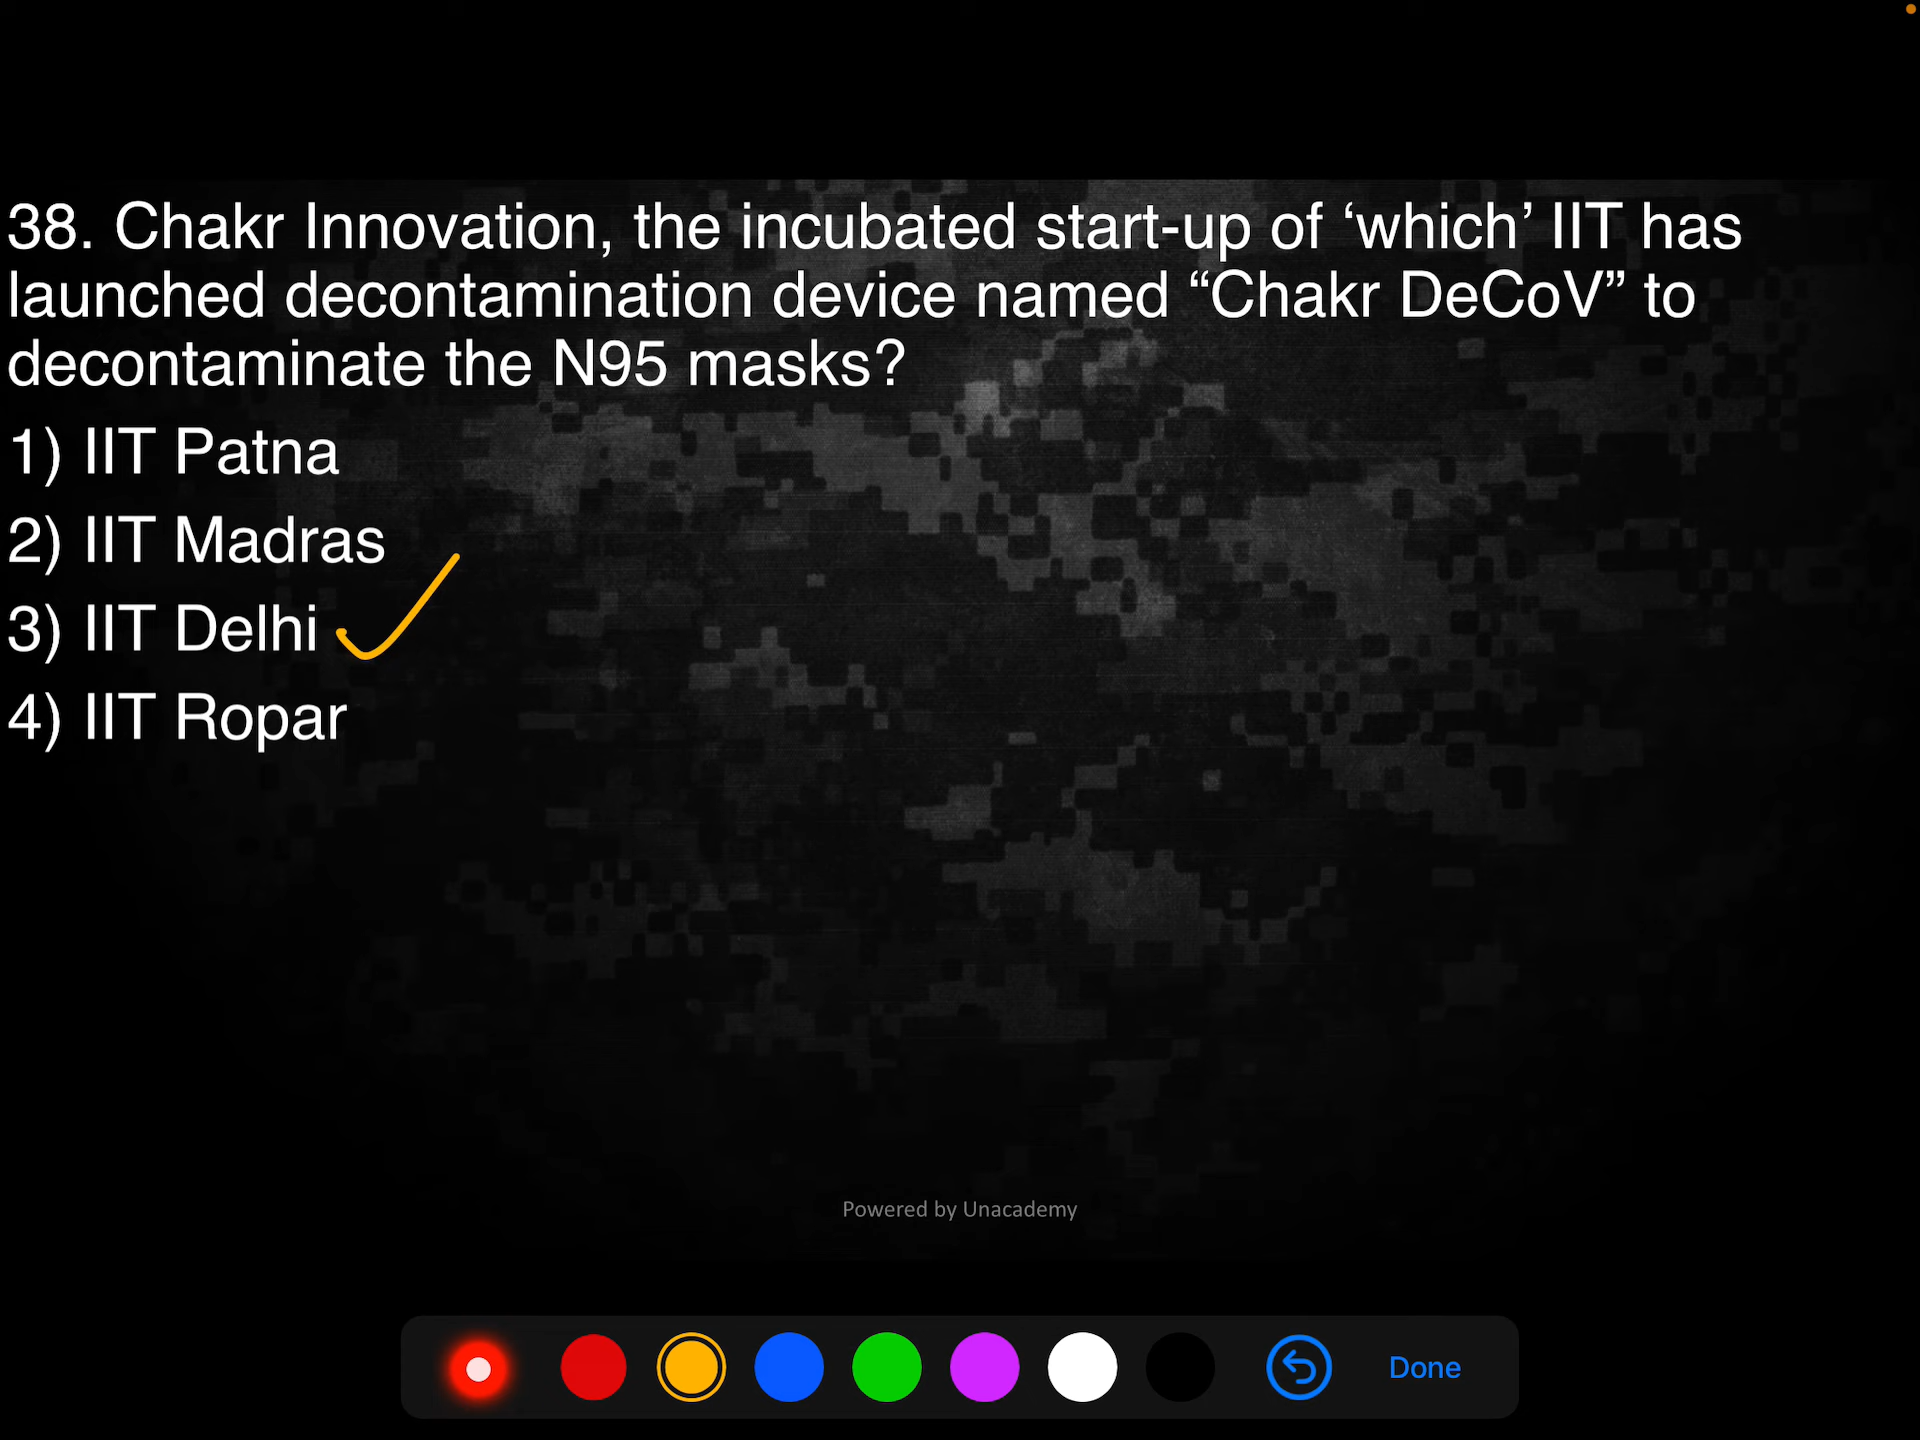 38. Chakr Innovation, the incubated start-up of ‘which’ IIT has
launched decontamination device named “Chakr DeCoV” to
decontaminate the N95 masks?
1) IIT Patna
2) IIT Madras
3) IIT Delhi
4) IIT Ropar
Powered by Unacademy
Done